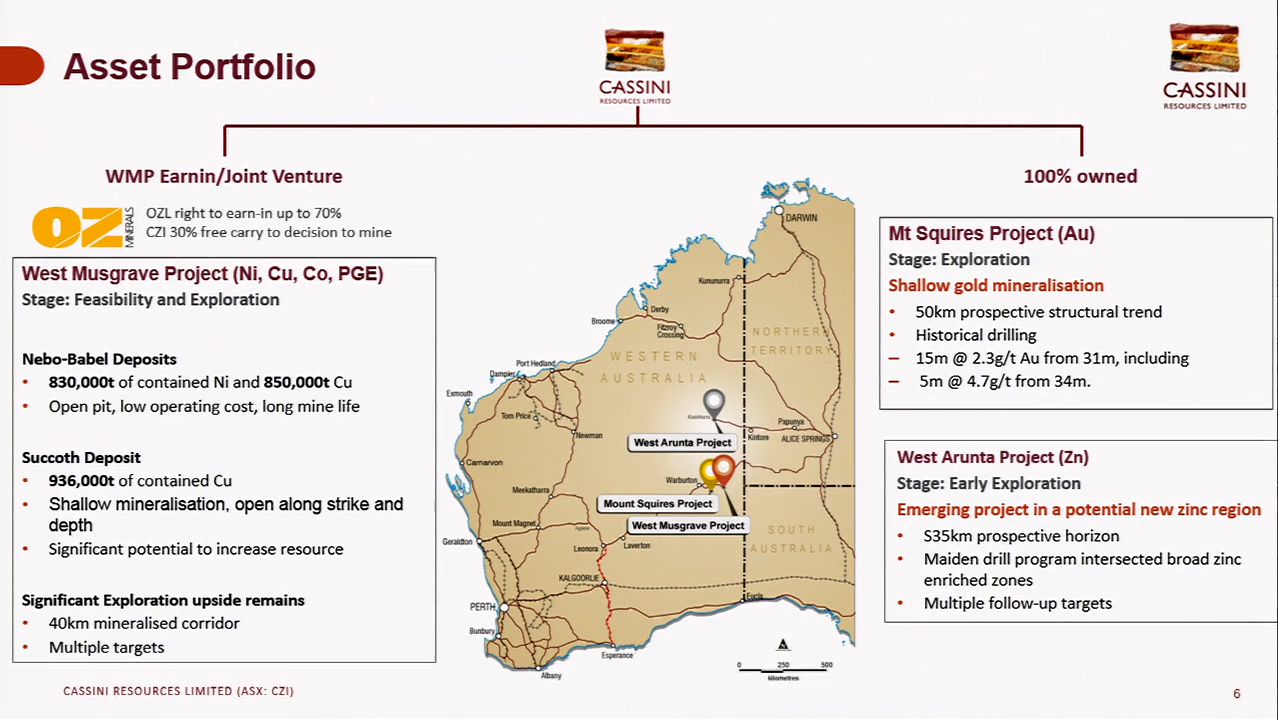 Asset Portfolio
CASSINI
RESOURCES LIMITED
CASSINI
RESOURCES LIMITED
WMP Earnin/Joint Venture
OZ MINERALS
OZL right to earn-in up to 70%
CZI 30% free carry to decision to mine
West Musgrave Project (Ni, Cu, Co, PGE)
Stage: Feasibility and Exploration
Nebo-Babel Deposits
• 830,000t of contained Ni and 850,000t Cu
• Open pit, low operating cost, long mine life
Succoth Deposit
• 936,000t of contained Cu
• Shallow mineralisation, open along strike and
depth
• Significant potential to increase resource
Significant Exploration upside remains
• 40km mineralised corridor
• Multiple targets
DARWIN
Kununurra
Derby
Broome
Fitzroy
Crossing
NORTHERN
TERRITORY
WESTERN
AUSTRALIA
Port Hedland
Dampier
Exmouth
Tom Price
Newman
Kintore
Papunya
ALICE SPRINGS
West Arunta Project
Carnarvon
Warburton
Meekatharra
Mount Squires Project
West Musgrave Project
Mount Magnet
SOUTH
AUSTRALIA
Geraldton
Leonora
Laverton
KALGOORLIE
Eucla
PERTH
Bunbury
Esperance
Albany
N
0 250 500
kilometres
100% owned
Mt Squires Project (Au)
Stage: Exploration
Shallow gold mineralisation
• 50km prospective structural trend
• Historical drilling
– 15m @ 2.3g/t Au from 31m, including
– 5m @ 4.7g/t from 34m.
West Arunta Project (Zn)
Stage: Early Exploration
Emerging project in a potential new zinc region
• S35km prospective horizon
• Maiden drill program intersected broad zinc
enriched zones
• Multiple follow-up targets
CASSINI RESOURCES LIMITED (ASX: CZI)
6